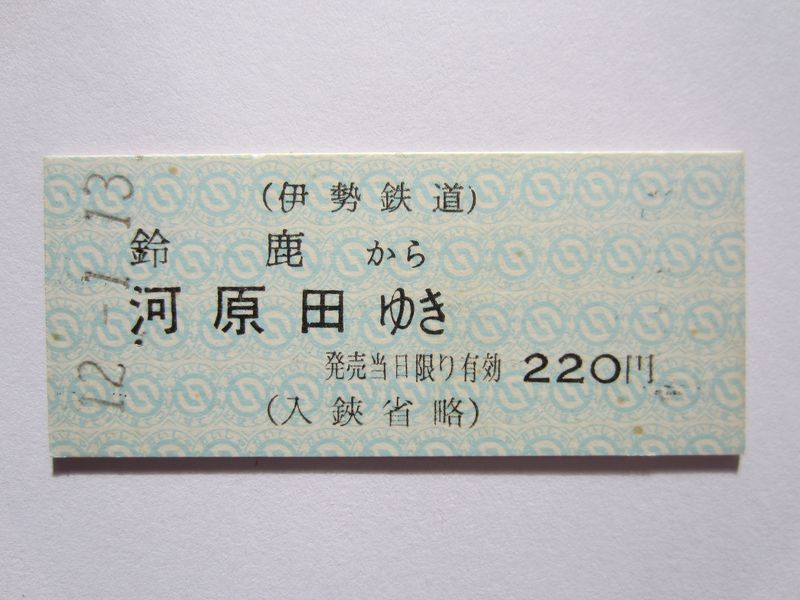 (伊勢鉄道)
鈴鹿から
河原田ゆき
発売当日限り有効 220円
(入鋏省略)
12.-1.13